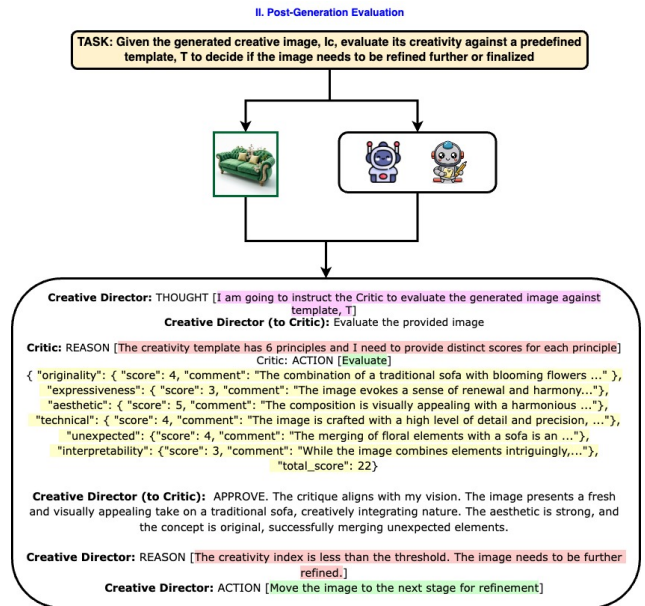 II. Post-Generation Evaluation
TASK: Given the generated creative image, Ic, evaluate its creativity against a predefined
template, T to decide if the image needs to be refined further or finalized
Creative Director: THOUGHT [I am going to instruct the Critic to evaluate the generated image against
template, T]
Creative Director (to Critic): Evaluate the provided image
Critic: REASON [The creativity template has 6 principles and I need to provide distinct scores for each principle]
Critic: ACTION [Evaluate]
{ "originality": { "score": 4, "comment": "The combination of a traditional sofa with blooming flowers ..." },
"expressiveness": { "score": 3, "comment": "The image evokes a sense of renewal and harmony..."},
"aesthetic": { "score": 5, "comment": "The composition is visually appealing with a harmonious ..."},
"technical": { "score": 4, "comment": "The image is crafted with a high level of detail and precision, ..."},
"unexpected": {"score": 4, "comment": "The merging of floral elements with a sofa is an ..."},
"interpretability": {"score": 3, "comment": "While the image combines elements intriguingly,..."},
"total_score": 22}
Creative Director (to Critic): APPROVE. The critique aligns with my vision. The image presents a fresh
and visually appealing take on a traditional sofa, creatively integrating nature. The aesthetic is strong, and
the concept is original, successfully merging unexpected elements.
Creative Director: REASON [The creativity index is less than the threshold. The image needs to be further
refined.]
Creative Director: ACTION [Move the image to the next stage for refinement]